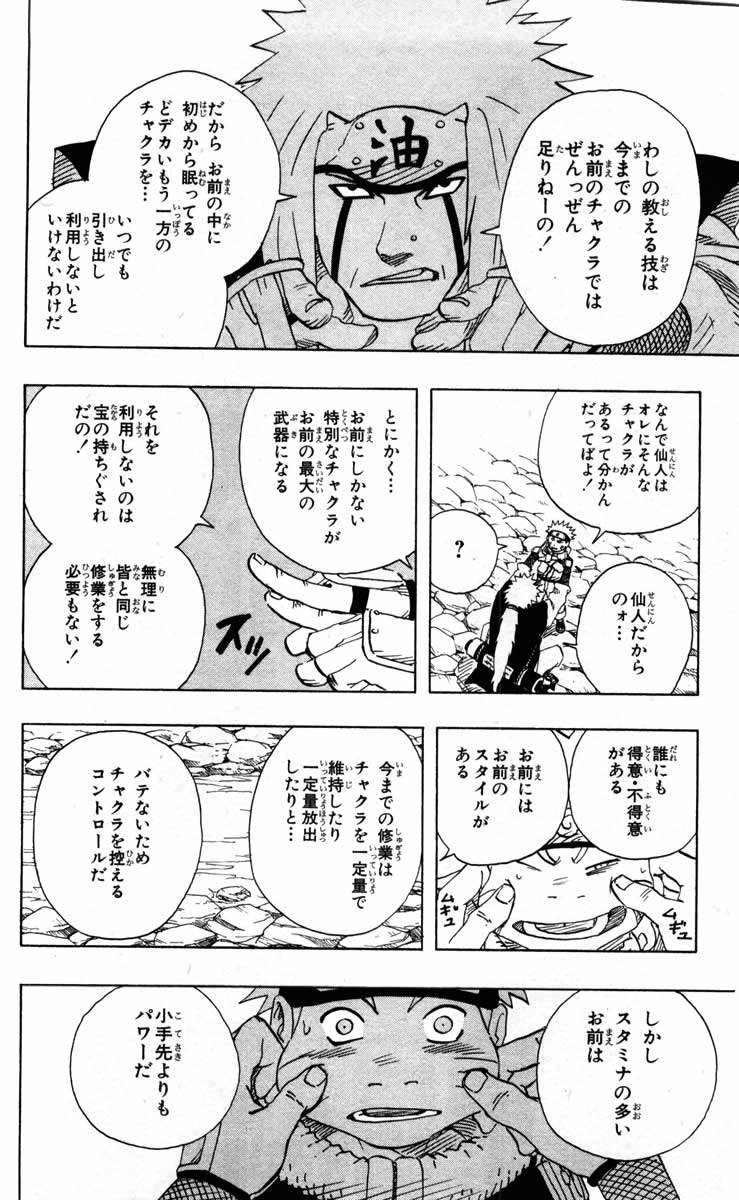 わしの教える技は
今までの
お前のチャクラでは
ぜんっぜん
足りねーの！
油
だから お前の中に
初めから眠ってる
どデカいもう一方の
チャクラを…
いつでも
引き出し
利用しないと
いけないわけだ
なんで仙人は
オレにそんな
チャクラが
あるって分かん
だってばよ！
？
仙人だから
のォ…
とにかく…
お前にしかない
特別なチャクラが
お前の最大の
武器になる
ズッ
それを
利用しないのは
宝の持ちぐされ
だの！
無理に
皆と同じ
修業をする
必要もない！
誰にも
得意・不得意
がある
お前には
お前の
スタイルが
ある
ムギュ
ムギュ
今までの修業は
チャクラを一定量で
維持したり
一定量放出
したりと…
バテないため
チャクラを控える
コントロールだ
しかし
スタミナの多い
お前は
小手先よりも
パワーだ